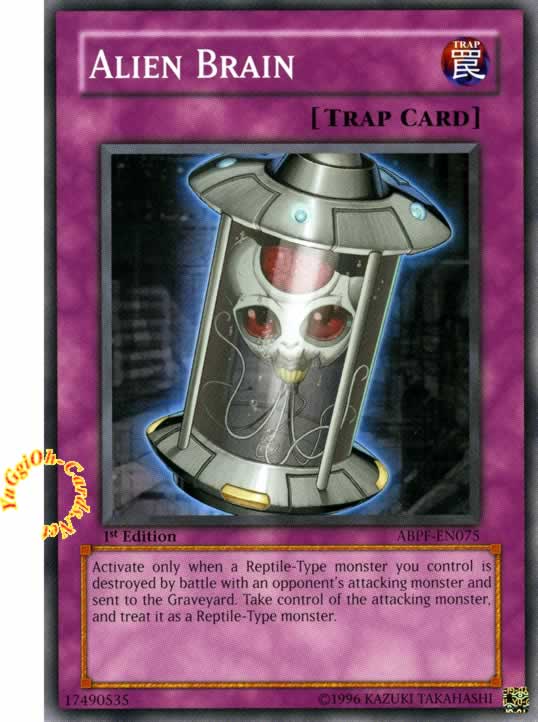 ALIEN BRAIN
TRAP
罠
[TRAP CARD]
YuGgiOh-Cards.Net
1st Edition
ABPF-EN075
Activate only when a Reptile-Type monster you control is
destroyed by battle with an opponent's attacking monster and
sent to the Graveyard. Take control of the attacking monster,
and treat it as a Reptile-Type monster.
17490535
©1996 KAZUKI TAKAHASHI